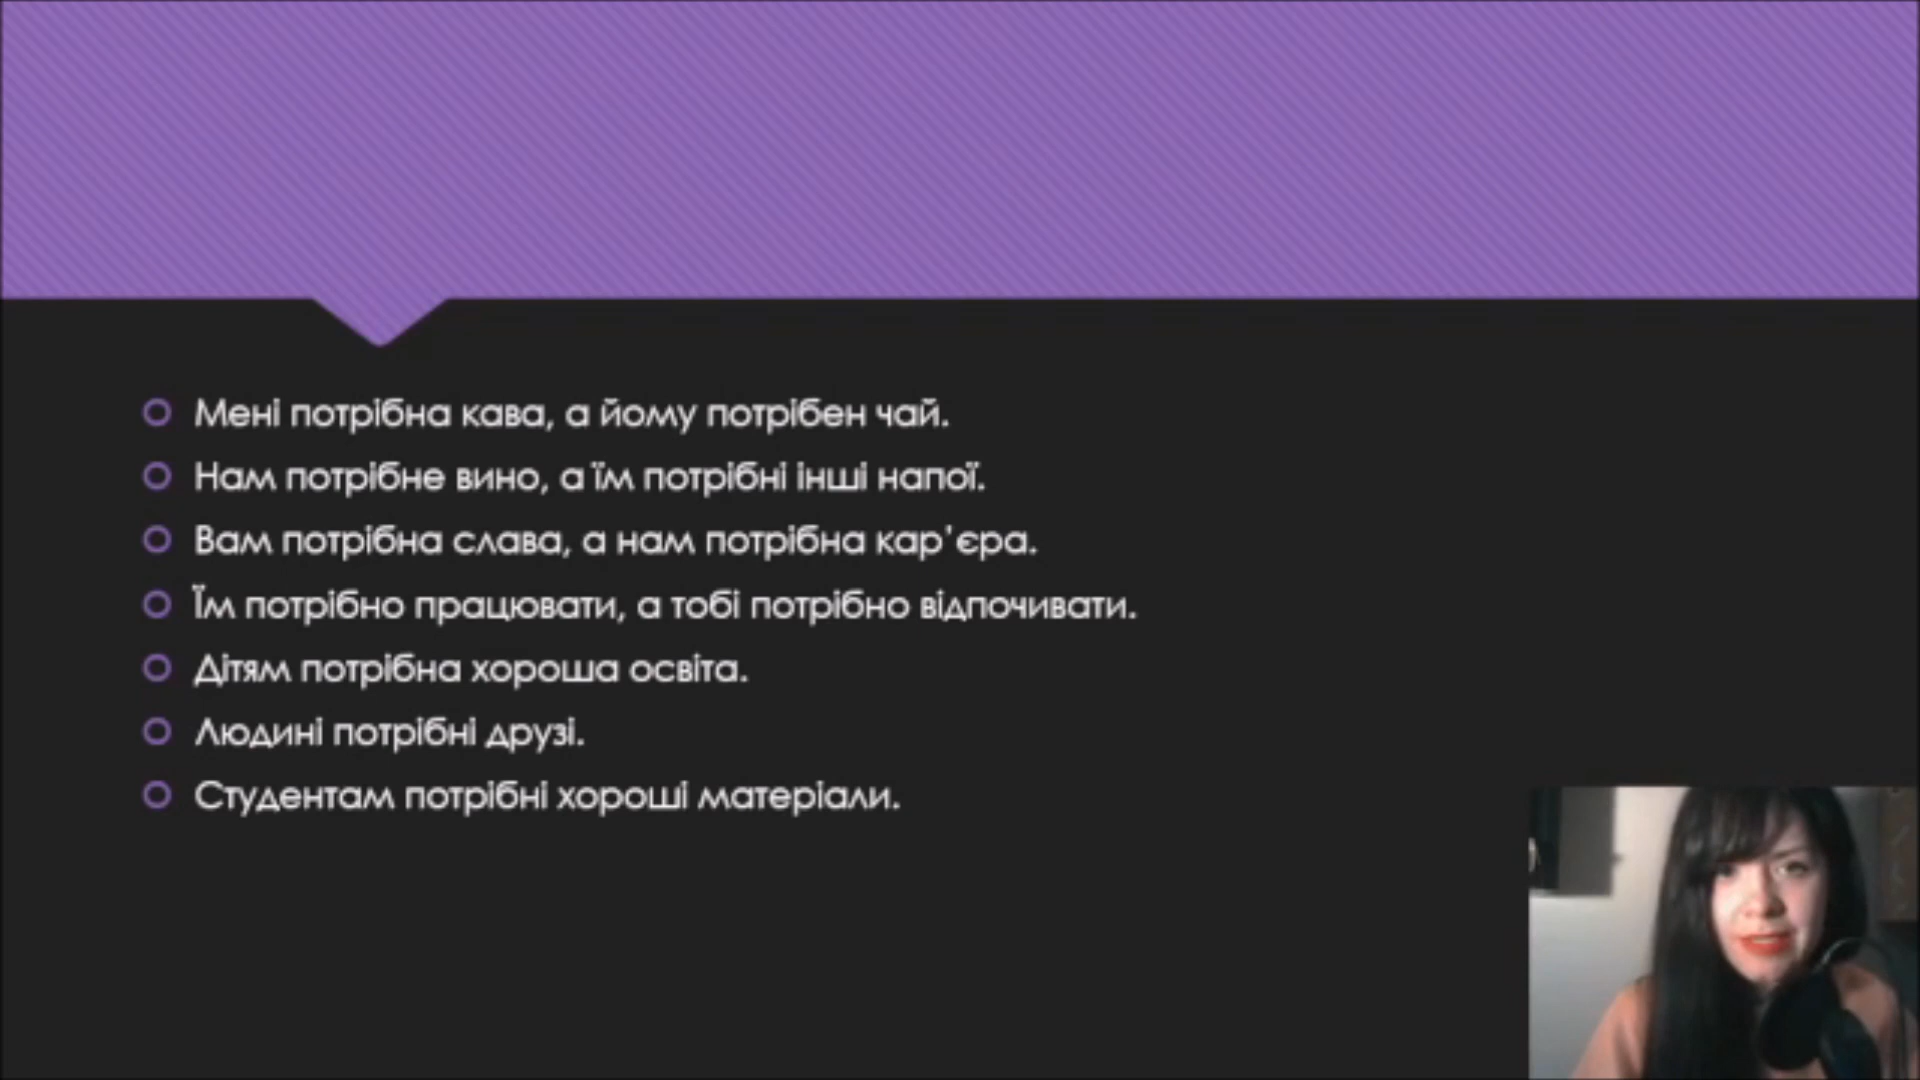 Мені потрібна кава, а йому потрібен чай.
Нам потрібне вино, а їм потрібні інші напої.
Вам потрібна слава, а нам потрібна кар’єра.
Їм потрібно працювати, а тобі потрібно відпочивати.
Дітям потрібна хороша освіта.
Людині потрібні друзі.
Студентам потрібні хороші матеріали.